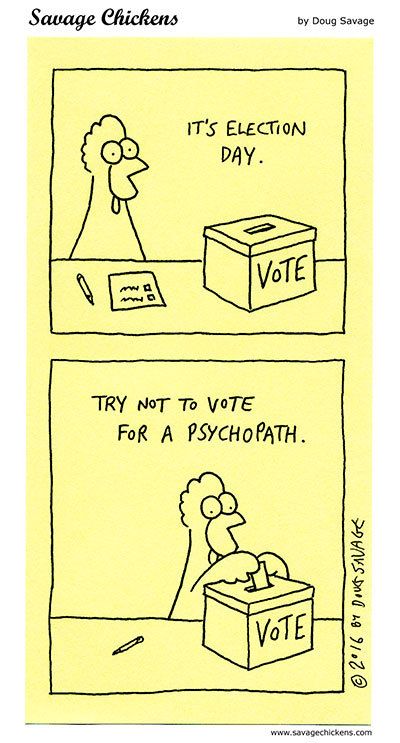 Savage Chickens
by Doug Savage
IT'S ELECTION
DAY.
VOTE
TRY NOT TO VOTE
FOR A PSYCHOPATH.
VOTE
© 2016 BY DOUG SAVAGE
www.savagechickens.com